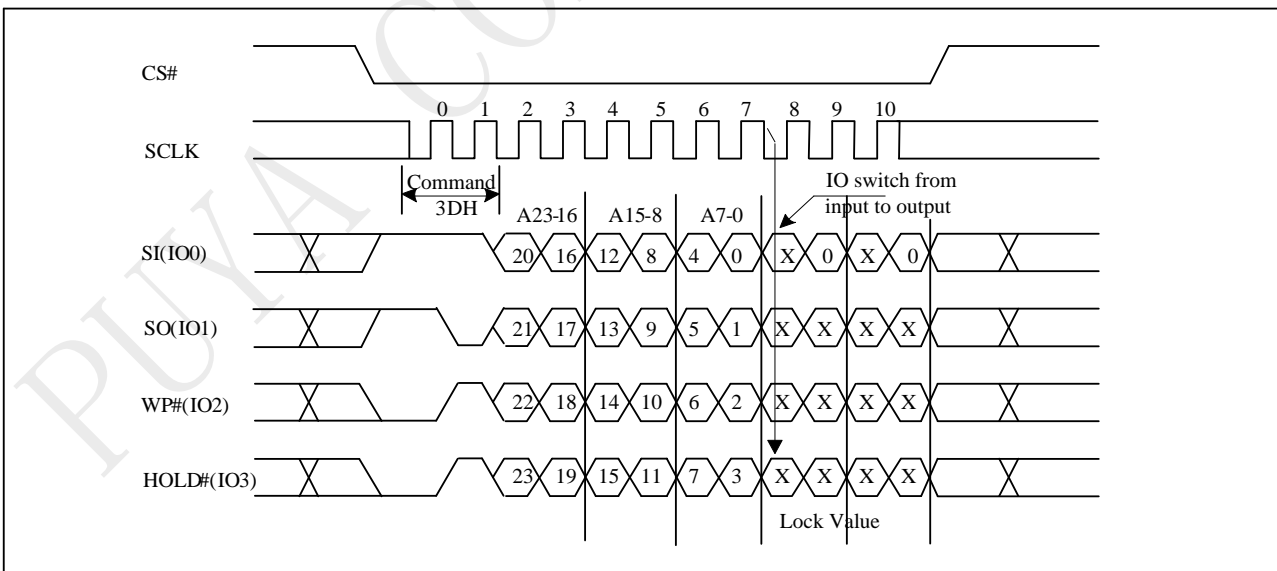 PUYA CO
CS#
0 1 2 3 4 5 6 7 8 9 10
SCLK
Command
3DH
IO switch from
input to output
A23-16 A15-8 A7-0
SI(IO0) 20 16 12 8 4 0 X 0 X 0
SO(IO1) 21 17 13 9 5 1 X X X X
WP#(IO2) 22 18 14 10 6 2 X X X X
HOLD#(IO3) 23 19 15 11 7 3 X X X X
Lock Value